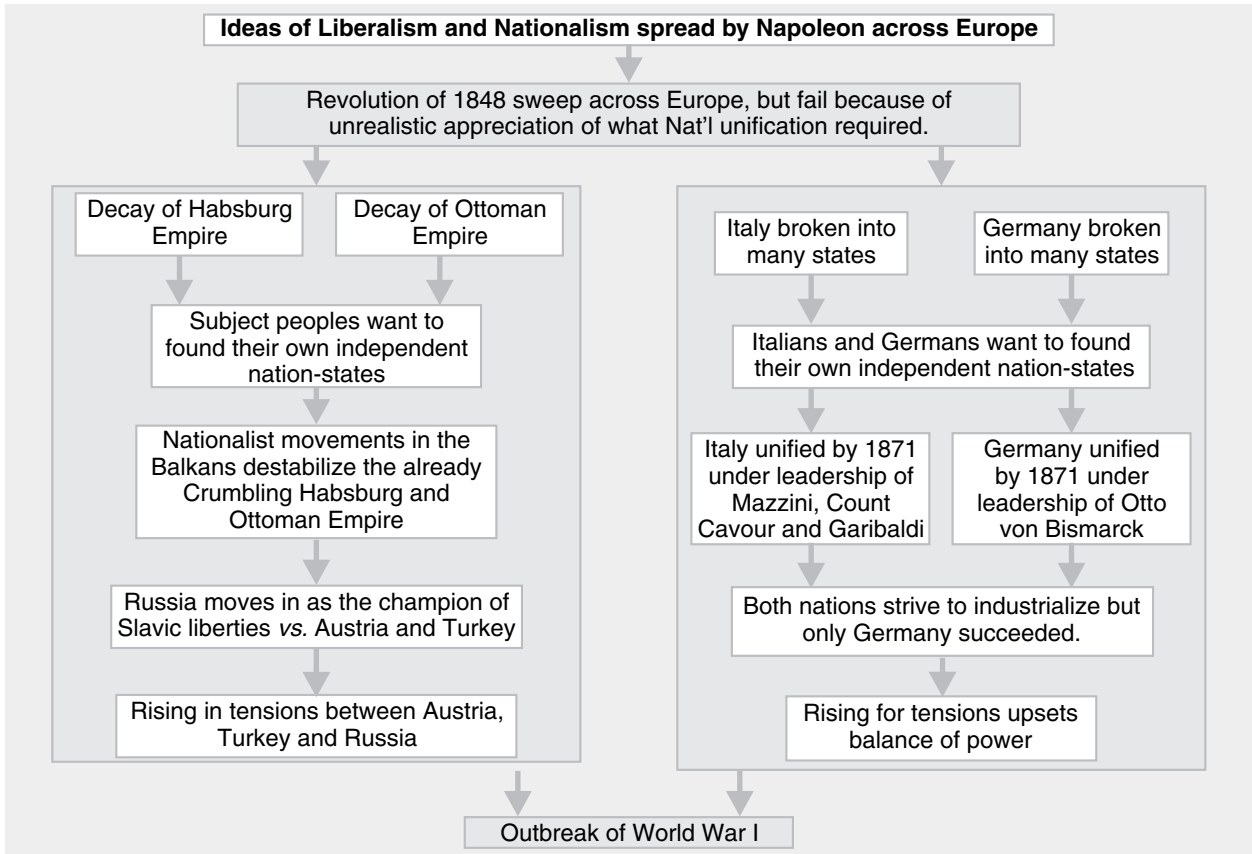 Ideas of Liberalism and Nationalism spread by Napoleon across Europe
Revolution of 1848 sweep across Europe, but fail because of
unrealistic appreciation of what Nat'l unification required.
Decay of Habsburg
Empire
Decay of Ottoman
Empire
Subject peoples want to
found their own independent
nation-states
Nationalist movements in the
Balkans destabilize the already
Crumbling Habsburg and
Ottoman Empire
Russia moves in as the champion of
Slavic liberties vs. Austria and Turkey
Rising in tensions between Austria,
Turkey and Russia
Italy broken into
many states
Germany broken
into many states
Italians and Germans want to found
their own independent nation-states
Italy unified by 1871
under leadership of
Mazzini, Count
Cavour and Garibaldi
Germany unified
by 1871 under
leadership of Otto
von Bismarck
Both nations strive to industrialize but
only Germany succeeded.
Rising for tensions upsets
balance of power
Outbreak of World War I